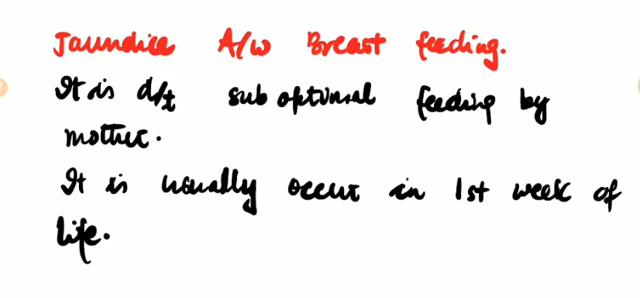 Jaundice A/w Breast feeding.
It is d/t sub optimal feeding by
mother.
It is usually occur in 1st week of
life.